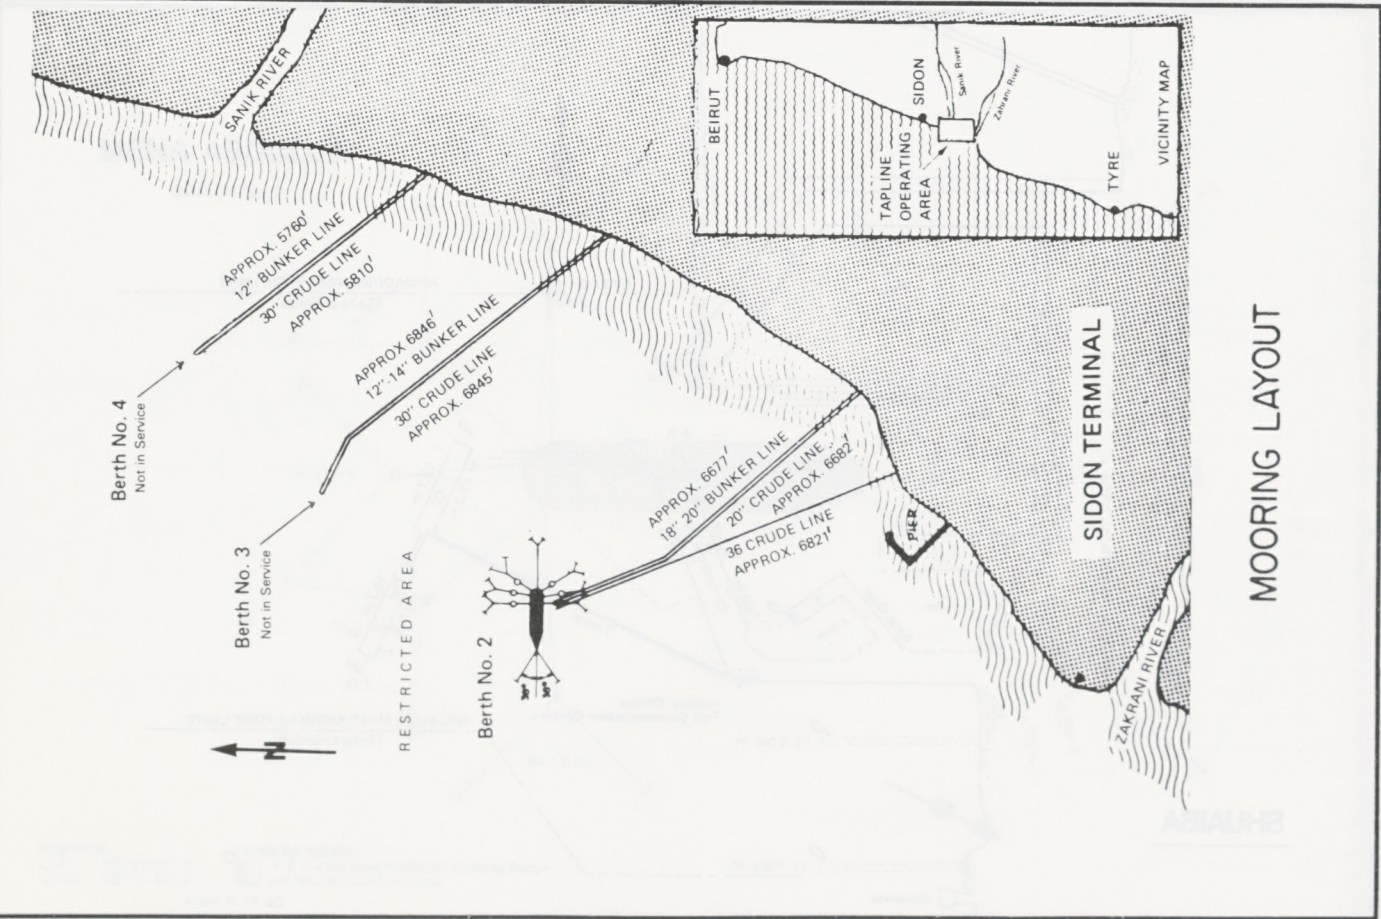 SANIK RIVER
APPROX. 5760'
12" BUNKER LINE
30" CRUDE LINE
APPROX. 5810'
Berth No. 4
Not in Service
APPROX 6846'
12"-14" BUNKER LINE
30" CRUDE LINE
APPROX. 6845'
Berth No. 3
Not in Service
RESTRICTED AREA
N
Berth No. 2
30°
30°
APPROX. 6677'
18" 20" BUNKER LINE
20" CRUDE LINE
APPROX. 6682'
36 CRUDE LINE
APPROX. 6821'
PIER
ZAKRANI RIVER
SIDON TERMINAL
BEIRUT
SIDON
Sanik River
Zahrani River
TAPLINE
OPERATING
AREA
TYRE
VICINITY MAP
MOORING LAYOUT
SHUAIBA